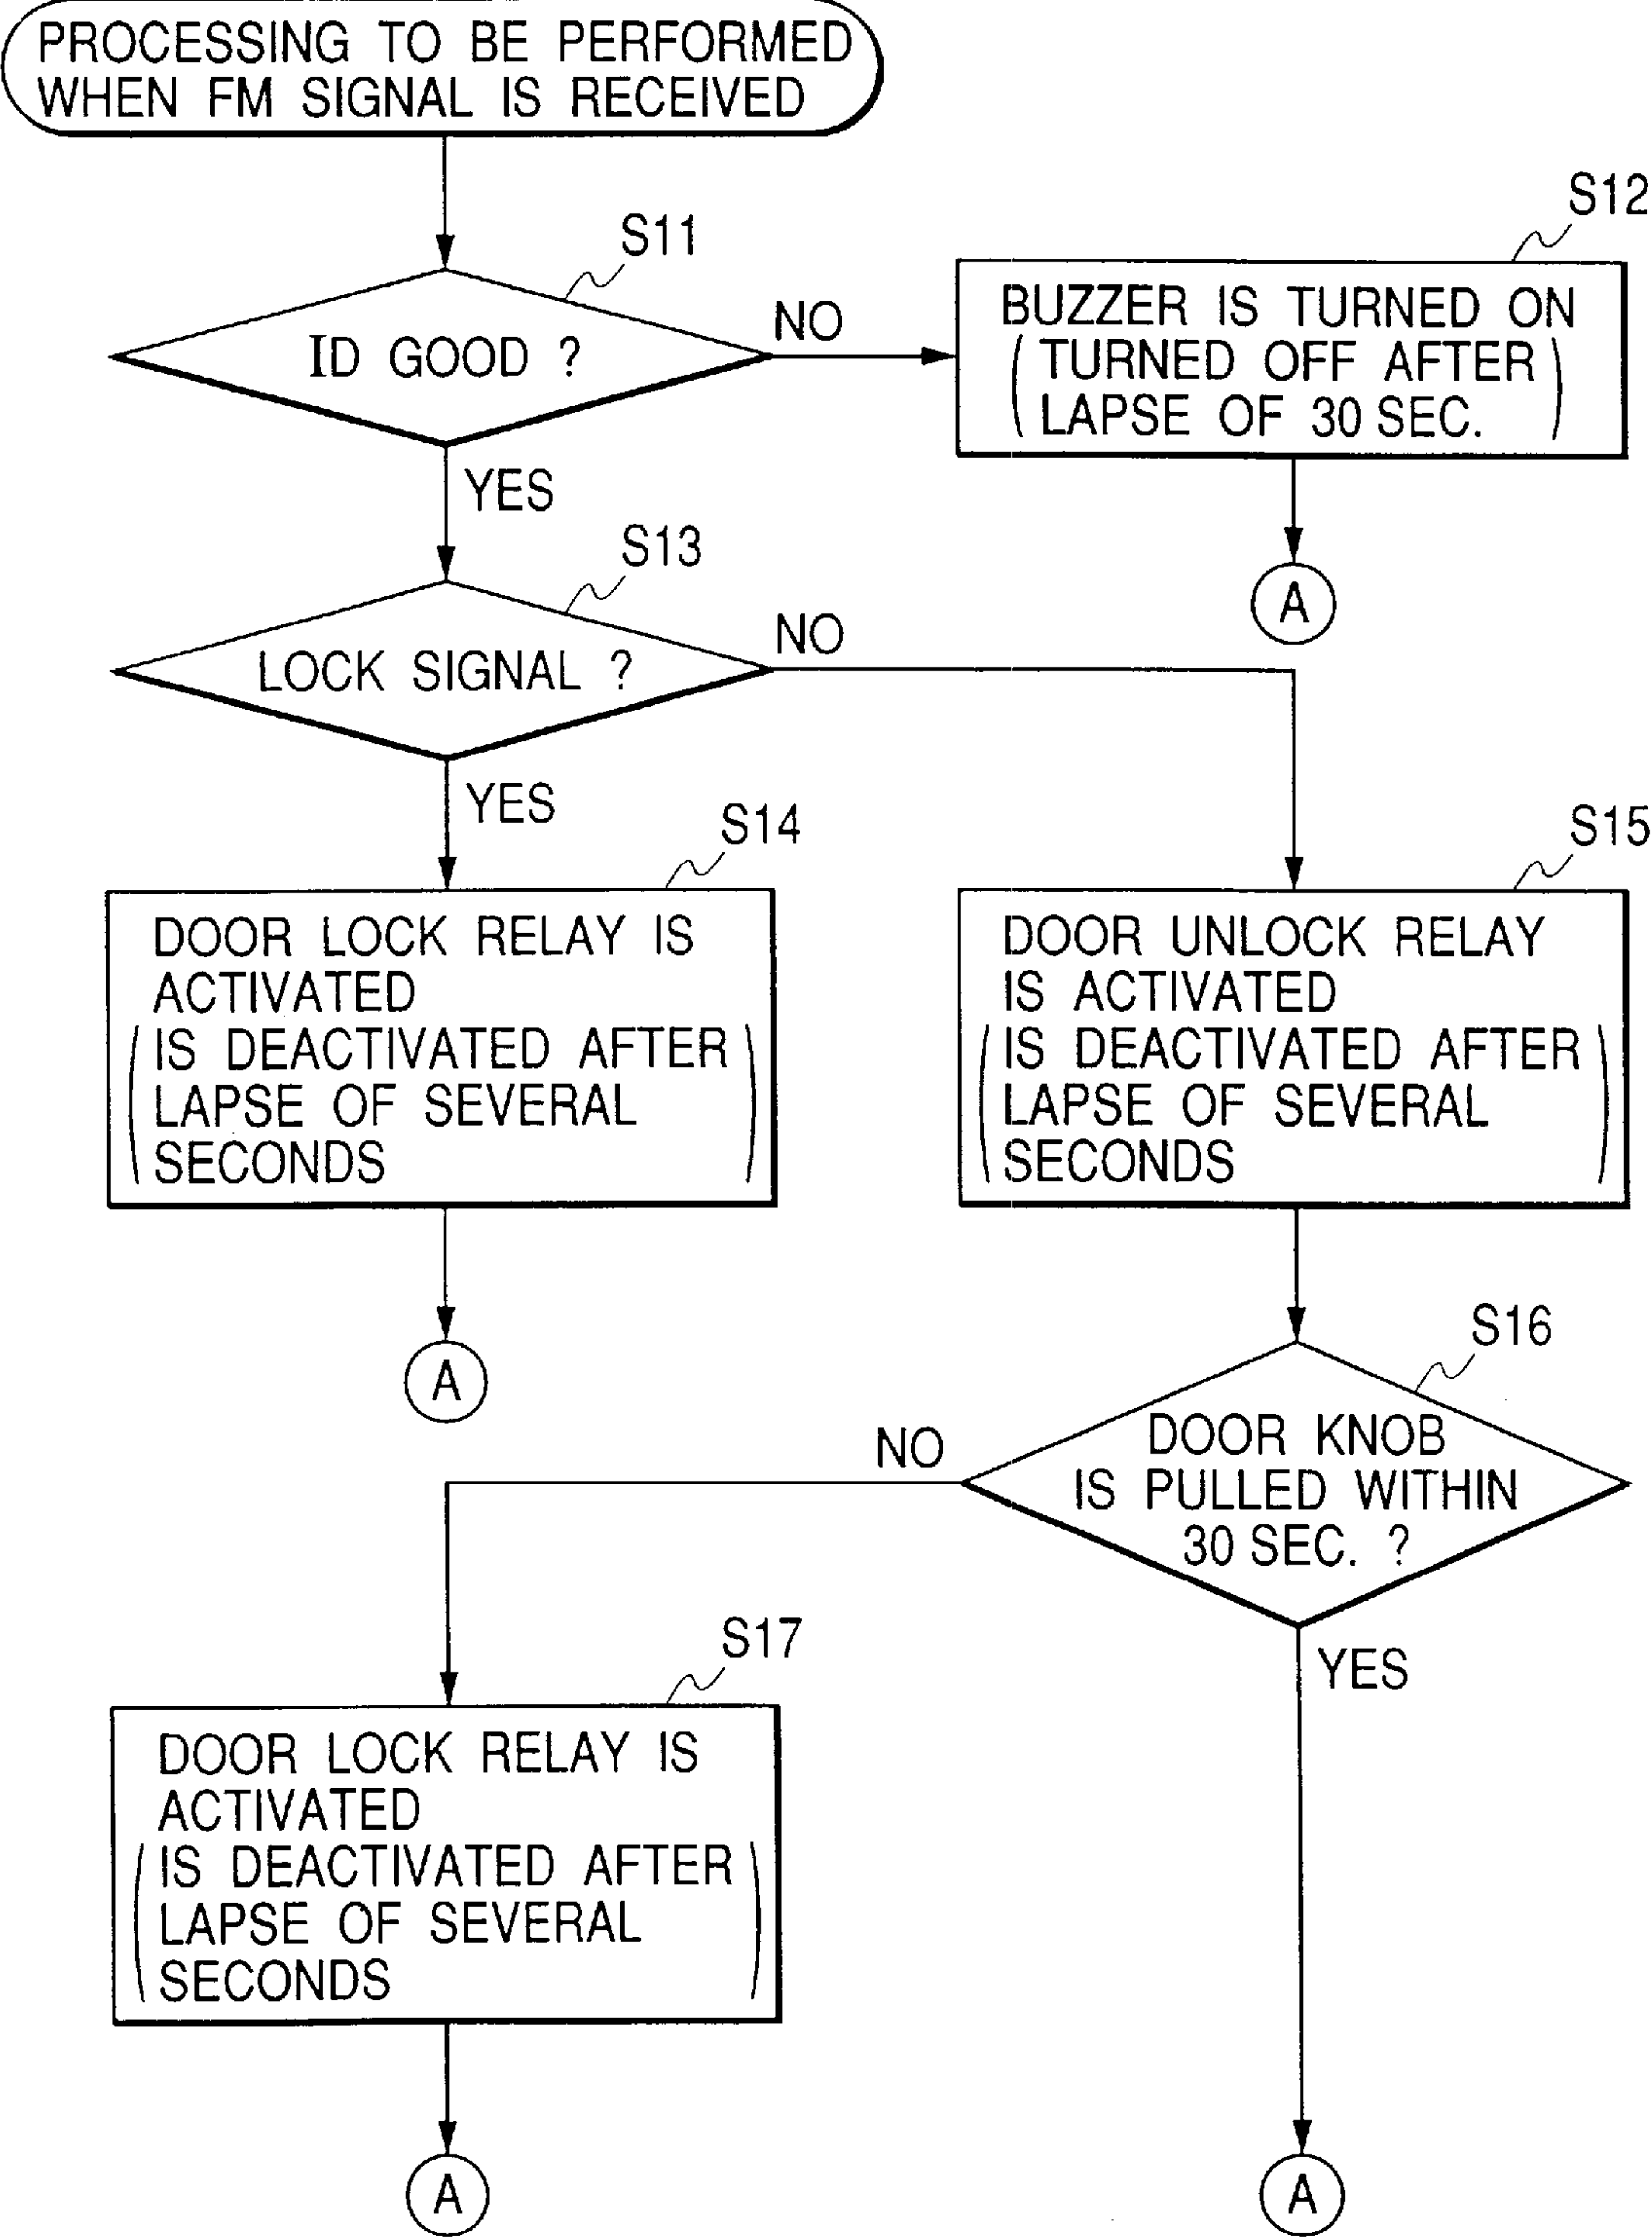 PROCESSING TO BE PERFORMED
WHEN FM SIGNAL IS RECEIVED
S11
ID GOOD ?
NO
YES
S12
BUZZER IS TURNED ON
( TURNED OFF AFTER
LAPSE OF 30 SEC. )
A
S13
LOCK SIGNAL ?
NO
YES
S14
DOOR LOCK RELAY IS
ACTIVATED
( IS DEACTIVATED AFTER
LAPSE OF SEVERAL
SECONDS )
A
S15
DOOR UNLOCK RELAY
IS ACTIVATED
( IS DEACTIVATED AFTER
LAPSE OF SEVERAL
SECONDS )
S16
DOOR KNOB
IS PULLED WITHIN
30 SEC. ?
NO
YES
S17
DOOR LOCK RELAY IS
ACTIVATED
( IS DEACTIVATED AFTER
LAPSE OF SEVERAL
SECONDS )
A
A